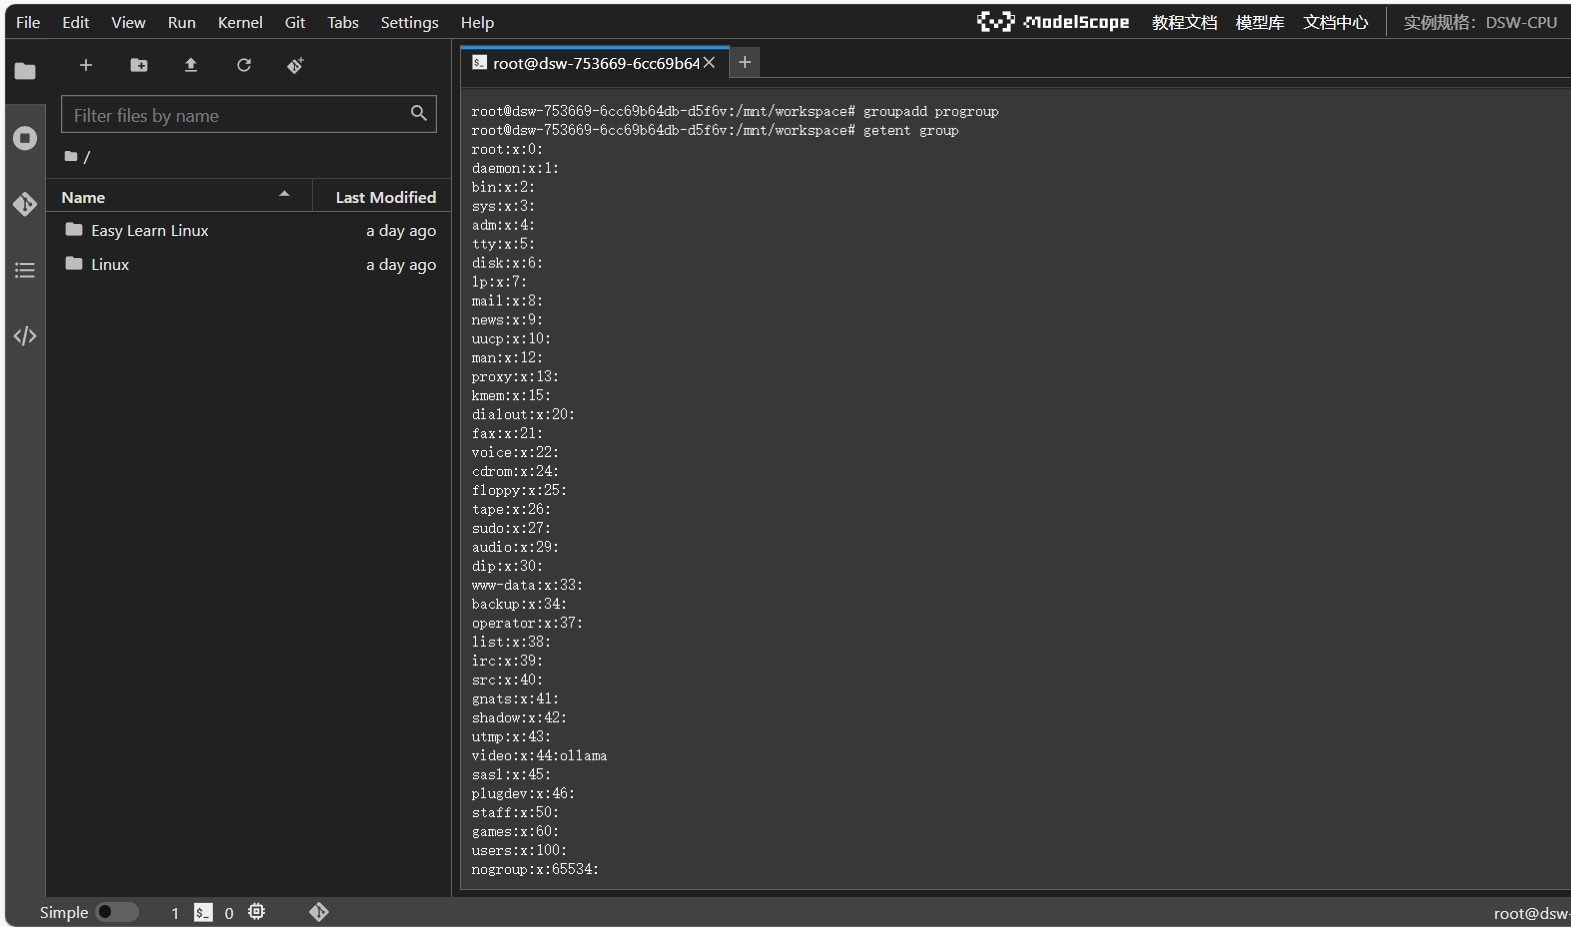 File Edit View Run Kernel Git Tabs Settings Help
ModelScope 教程文档 模型库 文档中心 实例规格： DSW-CPU
Filter files by name
/
Name Last Modified
Easy Learn Linux a day ago
Linux a day ago
root@dsw-753669-6cc69b64
root@dsw-753669-6cc69b64db-d5f6v:/mnt/workspace# groupadd progroup
root@dsw-753669-6cc69b64db-d5f6v:/mnt/workspace# getent group
root:x:0:
daemon:x:1:
bin:x:2:
sys:x:3:
adm:x:4:
tty:x:5:
disk:x:6:
lp:x:7:
mail:x:8:
news:x:9:
uucp:x:10:
man:x:12:
proxy:x:13:
kmem:x:15:
dialout:x:20:
fax:x:21:
voice:x:22:
cdrom:x:24:
floppy:x:25:
tape:x:26:
sudo:x:27:
audio:x:29:
dip:x:30:
www-data:x:33:
backup:x:34:
operator:x:37:
list:x:38:
irc:x:39:
src:x:40:
gnats:x:41:
shadow:x:42:
utmp:x:43:
video:x:44:ollama
sasl:x:45:
plugdev:x:46:
staff:x:50:
games:x:60:
users:x:100:
nogroup:x:65534:
Simple 1 $_ 0 root@dsw-